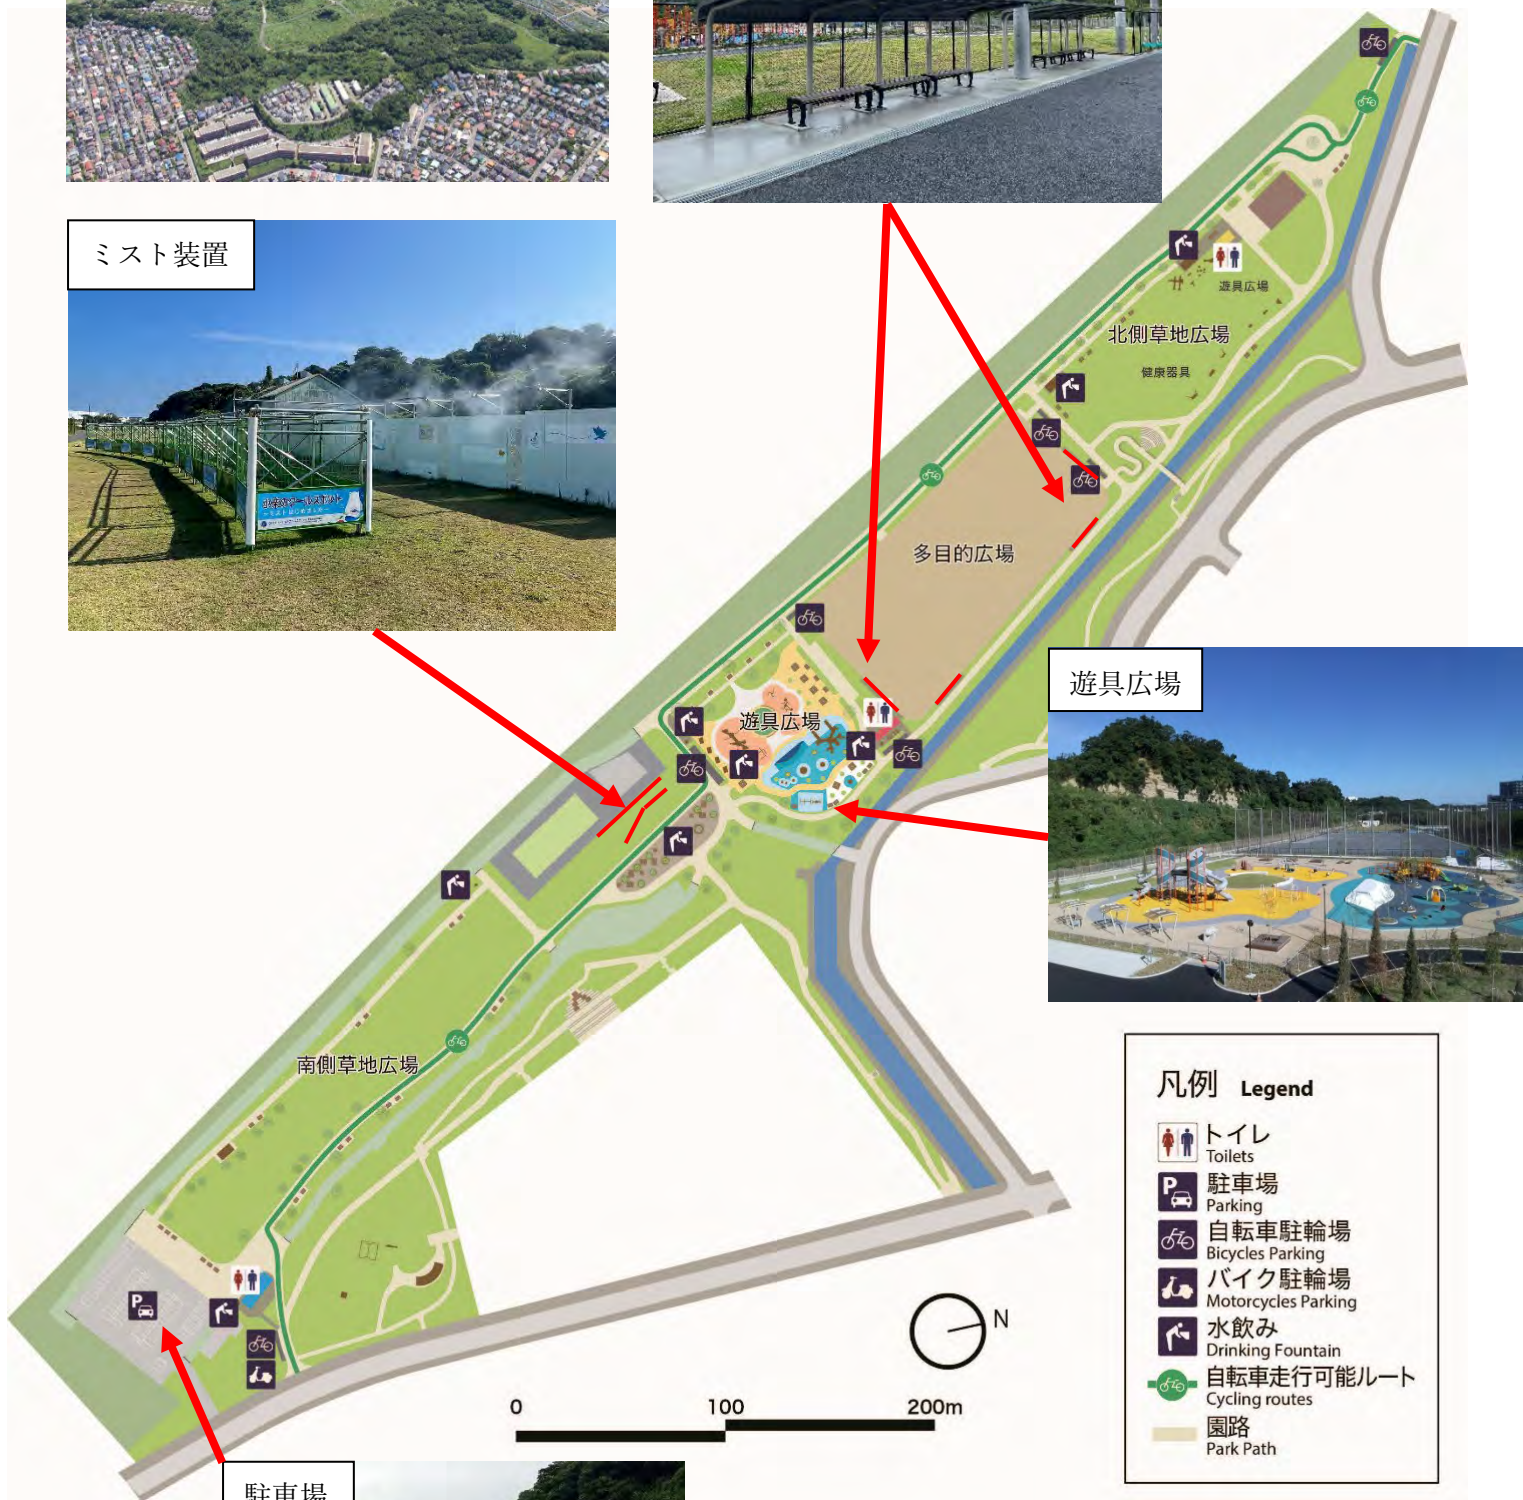 ミスト装置
遊具広場
北側草地広場
健康器具
多目的広場
遊具広場
遊具広場
南側草地広場
N
0 100 200m
凡例 Legend
トイレ
Toilets
駐車場
Parking
自転車駐輪場
Bicycles Parking
バイク駐輪場
Motorcycles Parking
水飲み
Drinking Fountain
自転車走行可能ルート
Cycling routes
園路
Park Path
P
P
駐車場